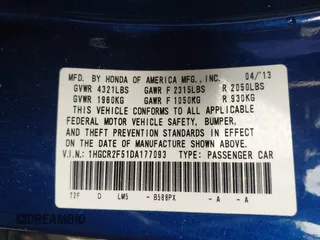 MFD. BY HONDA OF AMERICA MFG., INC. 04/13
GVWR 4321LBS GAWR F 2315LBS R 2050LBS
GVWR 1960KG GAWR F 1050KG R 930KG
THIS VEHICLE CONFORMS TO ALL APPLICABLE
FEDERAL MOTOR VEHICLE SAFETY, BUMPER,
AND THEFT PREVENTION STANDARDS IN EFFECT
ON THE DATE OF MANUFACTURE SHOWN ABOVE.
V.I.N: 1HGCR2F51DA177093 TYPE: PASSENGER CAR
T2F D LM5 - B588PX - A - A
DREAMBID